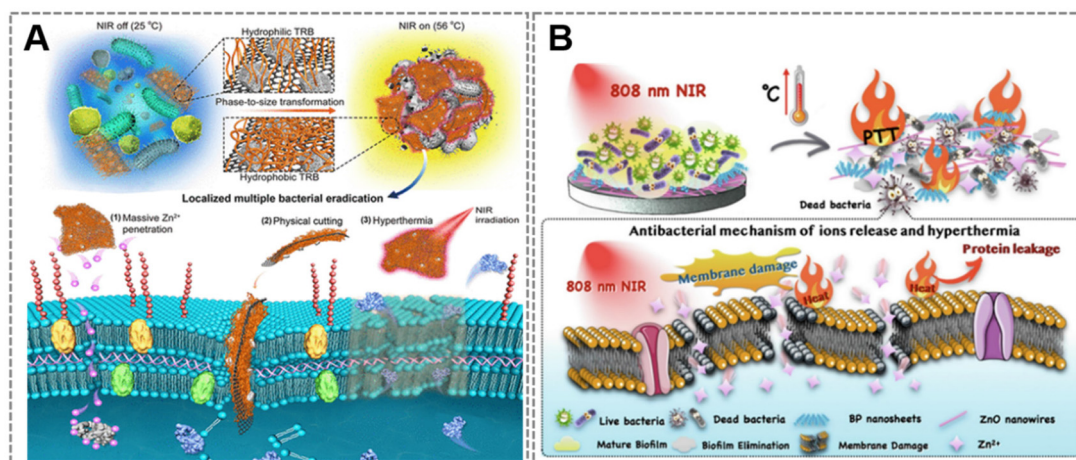 A
NIR off (25 °C)
Hydrophilic TRB
NIR on (56 °C)
Phase-to-size transformation
Hydrophobic TRB
Localized multiple bacterial eradication
(1) Massive Zn²⁺
penetration
(2) Physical cutting
(3) Hyperthermia
NIR
irradiation
B
808 nm NIR
°C
PTT
Dead bacteria
Antibacterial mechanism of ions release and hyperthermia
808 nm NIR
Membrane damage
Heat
Heat
Protein leakage
Live bacteria
Dead bacteria
BP nanosheets
ZnO nanowires
Mature Biofilm
Biofilm Elimination
Membrane Damage
Zn²⁺